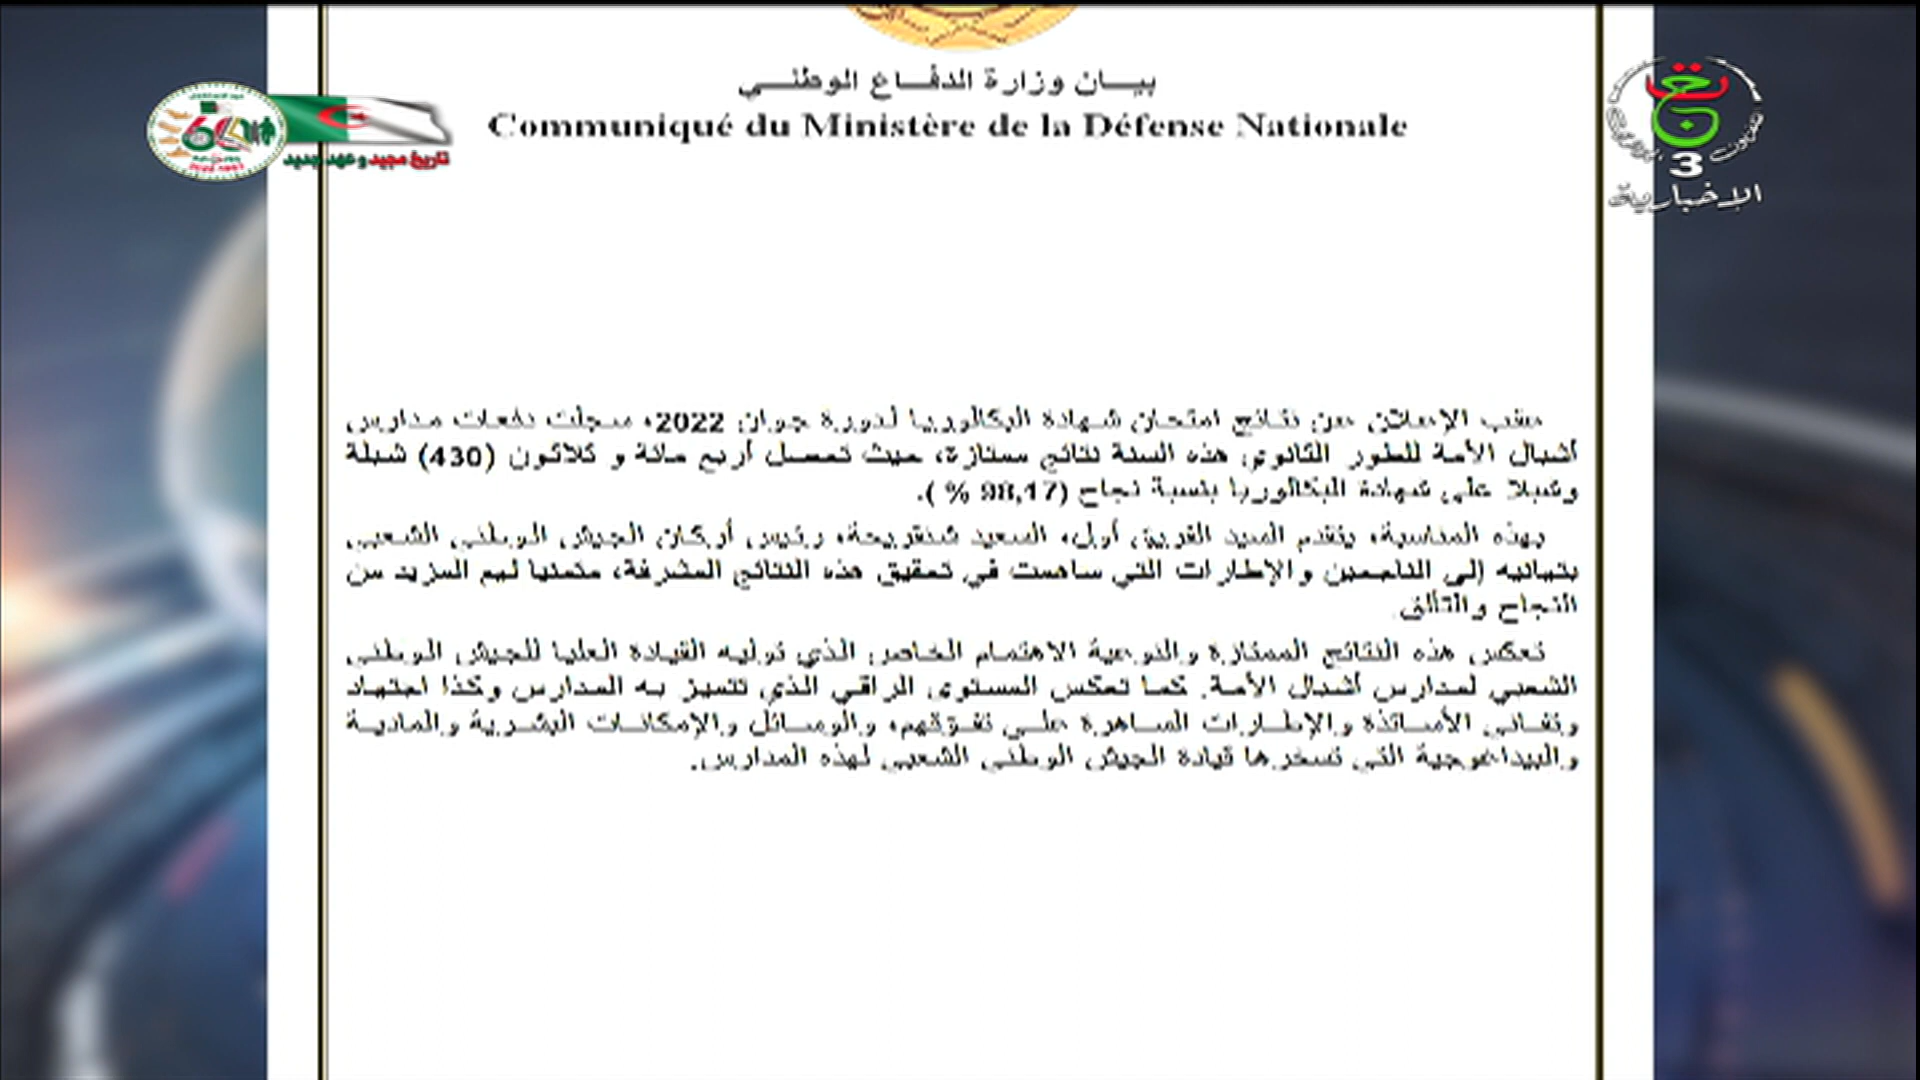 بيان وزارة الدفاع الوطني
Communiqué du Ministère de la Défense Nationale
تاريخ مجيد وعهد جديد
60
3
الإخبارية
عقب الإعلان عن نتائج امتحان شهادة البكالوريا لدورة جوان 2022، سجلت دفعات مدارس
أشبال الأمة للطور الثانوي هذه السنة نتائج ممتازة، حيث تحصل أربع مائة و ثلاثون (430) شبلة
وشبلا على شهادة البكالوريا بنسبة نجاح (98,17 % ).
بهذه المناسبة، يتقدم السيد الفريق أول، السعيد شنقريحة، رئيس أركان الجيش الوطني الشعبي
بتهانيه إلى الناجحين والإطارات التي ساهمت في تحقيق هذه النتائج المشرفة، متمنيا لهم المزيد من
النجاح والتألق.
تعكس هذه النتائج الممتازة والنوعية الاهتمام الخاص الذي توليه القيادة العليا للجيش الوطني
الشعبي لمدارس أشبال الأمة. كما تعكس المستوى الراقي الذي تتميز به المدارس وكذا اجتهاد
وتفاني الأساتذة والإطارات الساهرة على تفوقهم، والوسائل والإمكانات البشرية والمادية
والبيداغوجية التي تسخرها قيادة الجيش الوطني الشعبي لهذه المدارس.